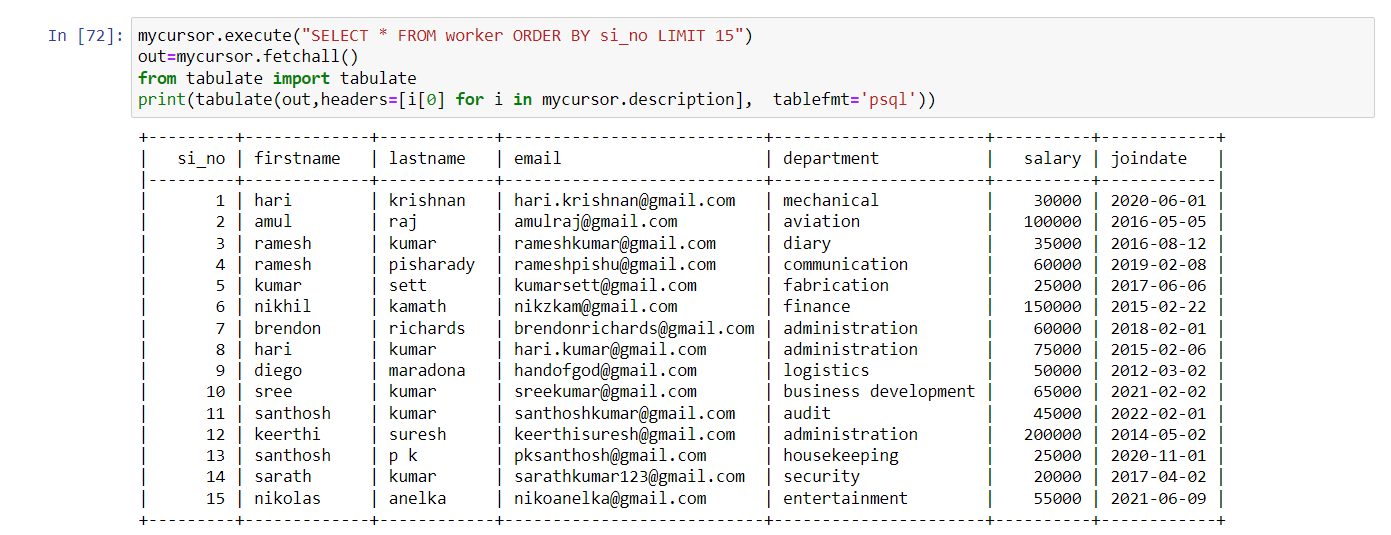 In [72]: mycursor.execute("SELECT * FROM worker ORDER BY si_no LIMIT 15")
out=mycursor.fetchall()
from tabulate import tabulate
print(tabulate(out,headers=[i[0] for i in mycursor.description],  tablefmt='psql'))
+---------+-------------+------------+---------------------------+----------------------+----------+------------+
|   si_no | firstname   | lastname   | email                     | department           |   salary | joindate   |
|---------+-------------+------------+---------------------------+----------------------+----------+------------|
|       1 | hari        | krishnan   | hari.krishnan@gmail.com   | mechanical           |    30000 | 2020-06-01 |
|       2 | amul        | raj        | amulraj@gmail.com         | aviation             |   100000 | 2016-05-05 |
|       3 | ramesh      | kumar      | rameshkumar@gmail.com     | diary                |    35000 | 2016-08-12 |
|       4 | ramesh      | pisharady  | rameshpishu@gmail.com     | communication        |    60000 | 2019-02-08 |
|       5 | kumar       | sett       | kumarsett@gmail.com       | fabrication          |    25000 | 2017-06-06 |
|       6 | nikhil      | kamath     | nikzkam@gmail.com         | finance              |   150000 | 2015-02-22 |
|       7 | brendon     | richards   | brendonrichards@gmail.com | administration       |    60000 | 2018-02-01 |
|       8 | hari        | kumar      | hari.kumar@gmail.com      | administration       |    75000 | 2015-02-06 |
|       9 | diego       | maradona   | handofgod@gmail.com       | logistics            |    50000 | 2012-03-02 |
|      10 | sree        | kumar      | sreekumar@gmail.com       | business development |    65000 | 2021-02-02 |
|      11 | santhosh    | kumar      | santhoshkumar@gmail.com   | audit                |    45000 | 2022-02-01 |
|      12 | keerthi     | suresh     | keerthisuresh@gmail.com   | administration       |   200000 | 2014-05-02 |
|      13 | santhosh    | p k        | pksanthosh@gmail.com      | housekeeping         |    25000 | 2020-11-01 |
|      14 | sarath      | kumar      | sarathkumar123@gmail.com  | security             |    20000 | 2017-04-02 |
|      15 | nikolas     | anelka     | nikoanelka@gmail.com      | entertainment        |    55000 | 2021-06-09 |
+---------+-------------+------------+---------------------------+----------------------+----------+------------+